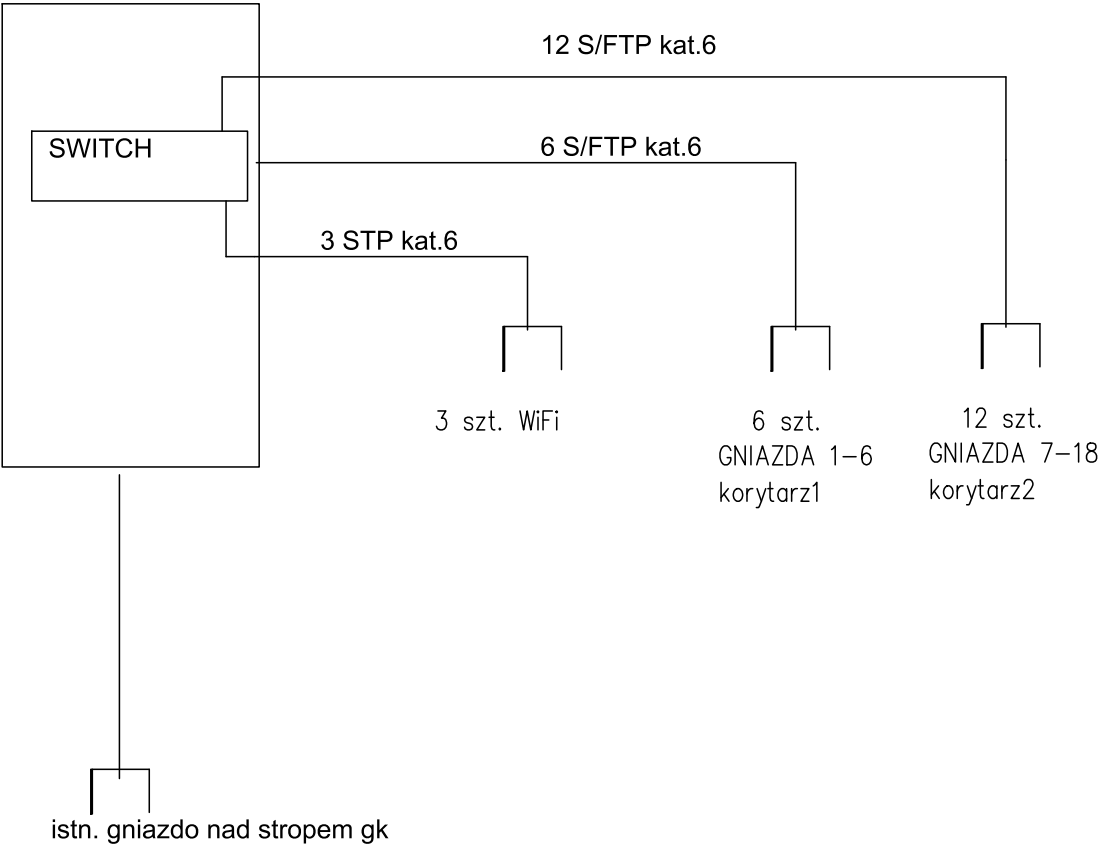 12 S/FTP kat.6
SWITCH
6 S/FTP kat.6
3 STP kat.6
3 szt. WiFi
6 szt.
GNIAZDA 1-6
korytarz1
12 szt.
GNIAZDA 7-18
korytarz2
istn. gniazdo nad stropem gk